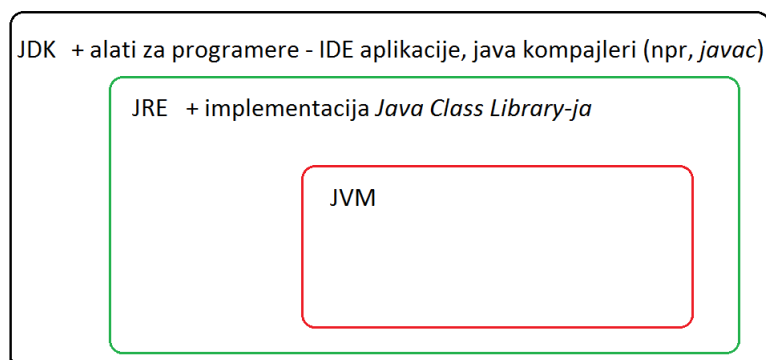 JDK + alati za programere - IDE aplikacije, java kompajleri (npr, javac)
JRE + implementacija Java Class Library-ja
JVM